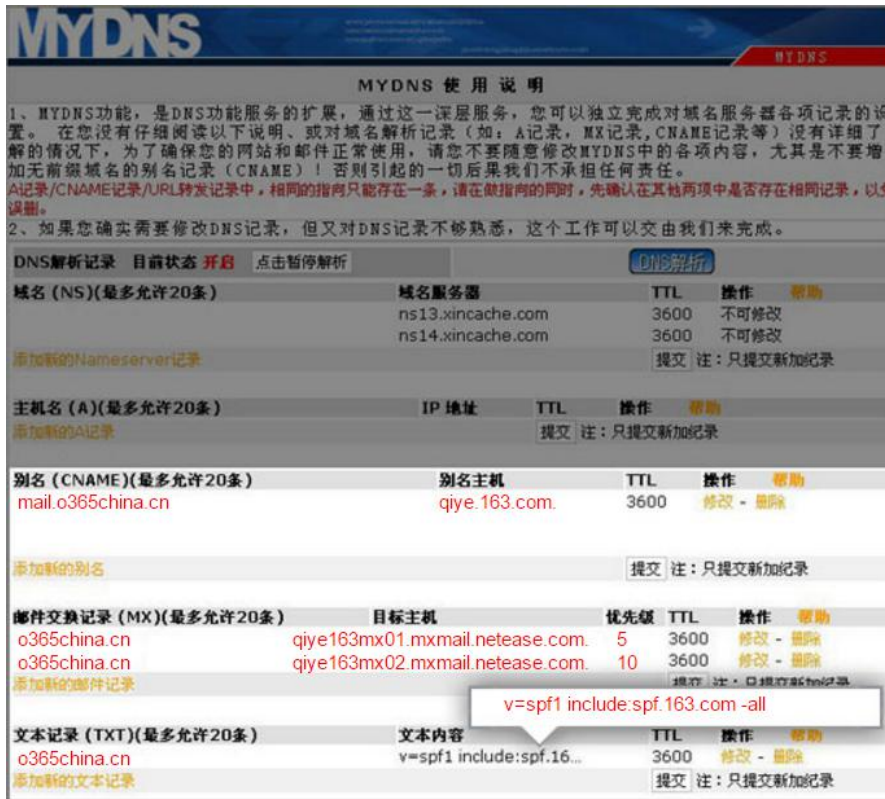 MYDNS
MYDNS
MYDNS 使 用 说 明
1、MYDNS功能，是DNS功能服务的扩展，通过这一深层服务，您可以独立完成对域名服务器各项记录的设
置。 在您没有仔细阅读以下说明、或对域名解析记录（如：A记录，MX记录,CNAME记录等）没有详细了
解的情况下，为了确保您的网站和邮件正常使用，请您不要随意修改MYDNS中的各项内容，尤其是不要增
加无前缀域名的别名记录（CNAME）！否则引起的一切后果我们不承担任何责任。
A记录/CNAME记录/URL转发记录中，相同的指向只能存在一条，请在做指向的同时，先确认在其他两项中是否存在相同记录，以免
误删。
2、如果您确实需要修改DNS记录，但又对DNS记录不够熟悉，这个工作可以交由我们来完成。
DNS解析记录 目前状态 开启 点击暂停解析 DNS解析
域名 (NS)(最多允许20条) 域名服务器 TTL 操作 帮助
ns13.xincache.com 3600 不可修改
ns14.xincache.com 3600 不可修改
添加新的Nameserver记录 提交 注：只提交新加纪录
主机名 (A)(最多允许20条) IP 地址 TTL 操作 帮助
添加新的A记录 提交 注：只提交新加纪录
别名 (CNAME)(最多允许20条) 别名主机 TTL 操作 帮助
mail.o365china.cn qiye.163.com. 3600 修改 - 删除
添加新的别名 提交 注：只提交新加纪录
邮件交换记录 (MX)(最多允许20条) 目标主机 优先级 TTL 操作 帮助
o365china.cn qiye163mx01.mxmail.netease.com. 5 3600 修改 - 删除
o365china.cn qiye163mx02.mxmail.netease.com. 10 3600 修改 - 删除
添加新的邮件记录 提交 注：只提交新加纪录
v=spf1 include:spf.163.com -all
文本记录 (TXT)(最多允许20条) 文本内容 TTL 操作 帮助
o365china.cn v=spf1 include:spf.16... 3600 修改 - 删除
添加新的文本记录 提交 注：只提交新加纪录